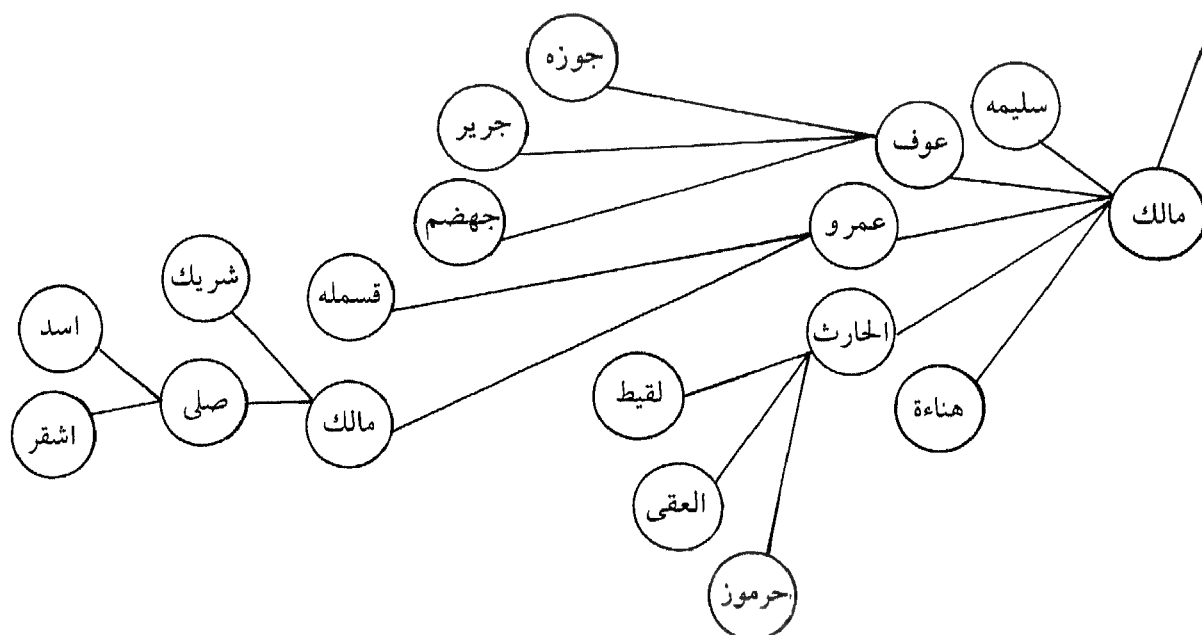 مالك
سليمه
عوف
جوزه
جرير
جهضم
عمرو
قسمله
مالك
شريك
صلى
اسد
اشقر
الحارث
لقيط
العقى
حرموز
هناءة